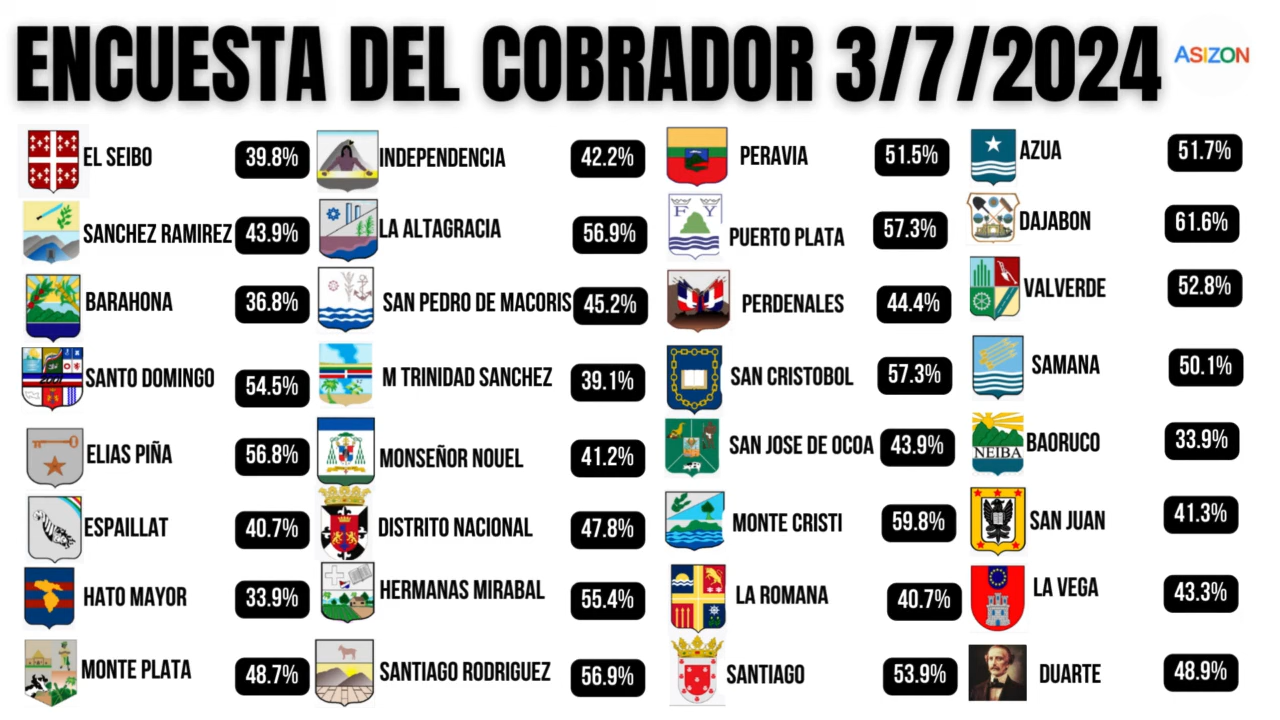 ENCUESTA DEL COBRADOR 3/7/2024 ASIZON
EL SEIBO 39.8% INDEPENDENCIA 42.2% PERAVIA 51.5% AZUA 51.7%
SANCHEZ RAMIREZ 43.9% LA ALTAGRACIA 56.9% F Y PUERTO PLATA 57.3% DAJABON 61.6%
BARAHONA 36.8% SAN PEDRO DE MACORIS 45.2% PERDENALES 44.4% VALVERDE 52.8%
SANTO DOMINGO 54.5% M TRINIDAD SANCHEZ 39.1% SAN CRISTOBOL 57.3% SAMANA 50.1%
ELIAS PIÑA 56.8% MONSEÑOR NOUEL 41.2% SAN JOSE DE OCOA 43.9% NEIBA BAORUCO 33.9%
ESPAILLAT 40.7% DISTRITO NACIONAL 47.8% MONTE CRISTI 59.8% SAN JUAN 41.3%
HATO MAYOR 33.9% HERMANAS MIRABAL 55.4% LA ROMANA 40.7% LA VEGA 43.3%
MONTE PLATA 48.7% SANTIAGO RODRIGUEZ 56.9% SANTIAGO 53.9% DUARTE 48.9%